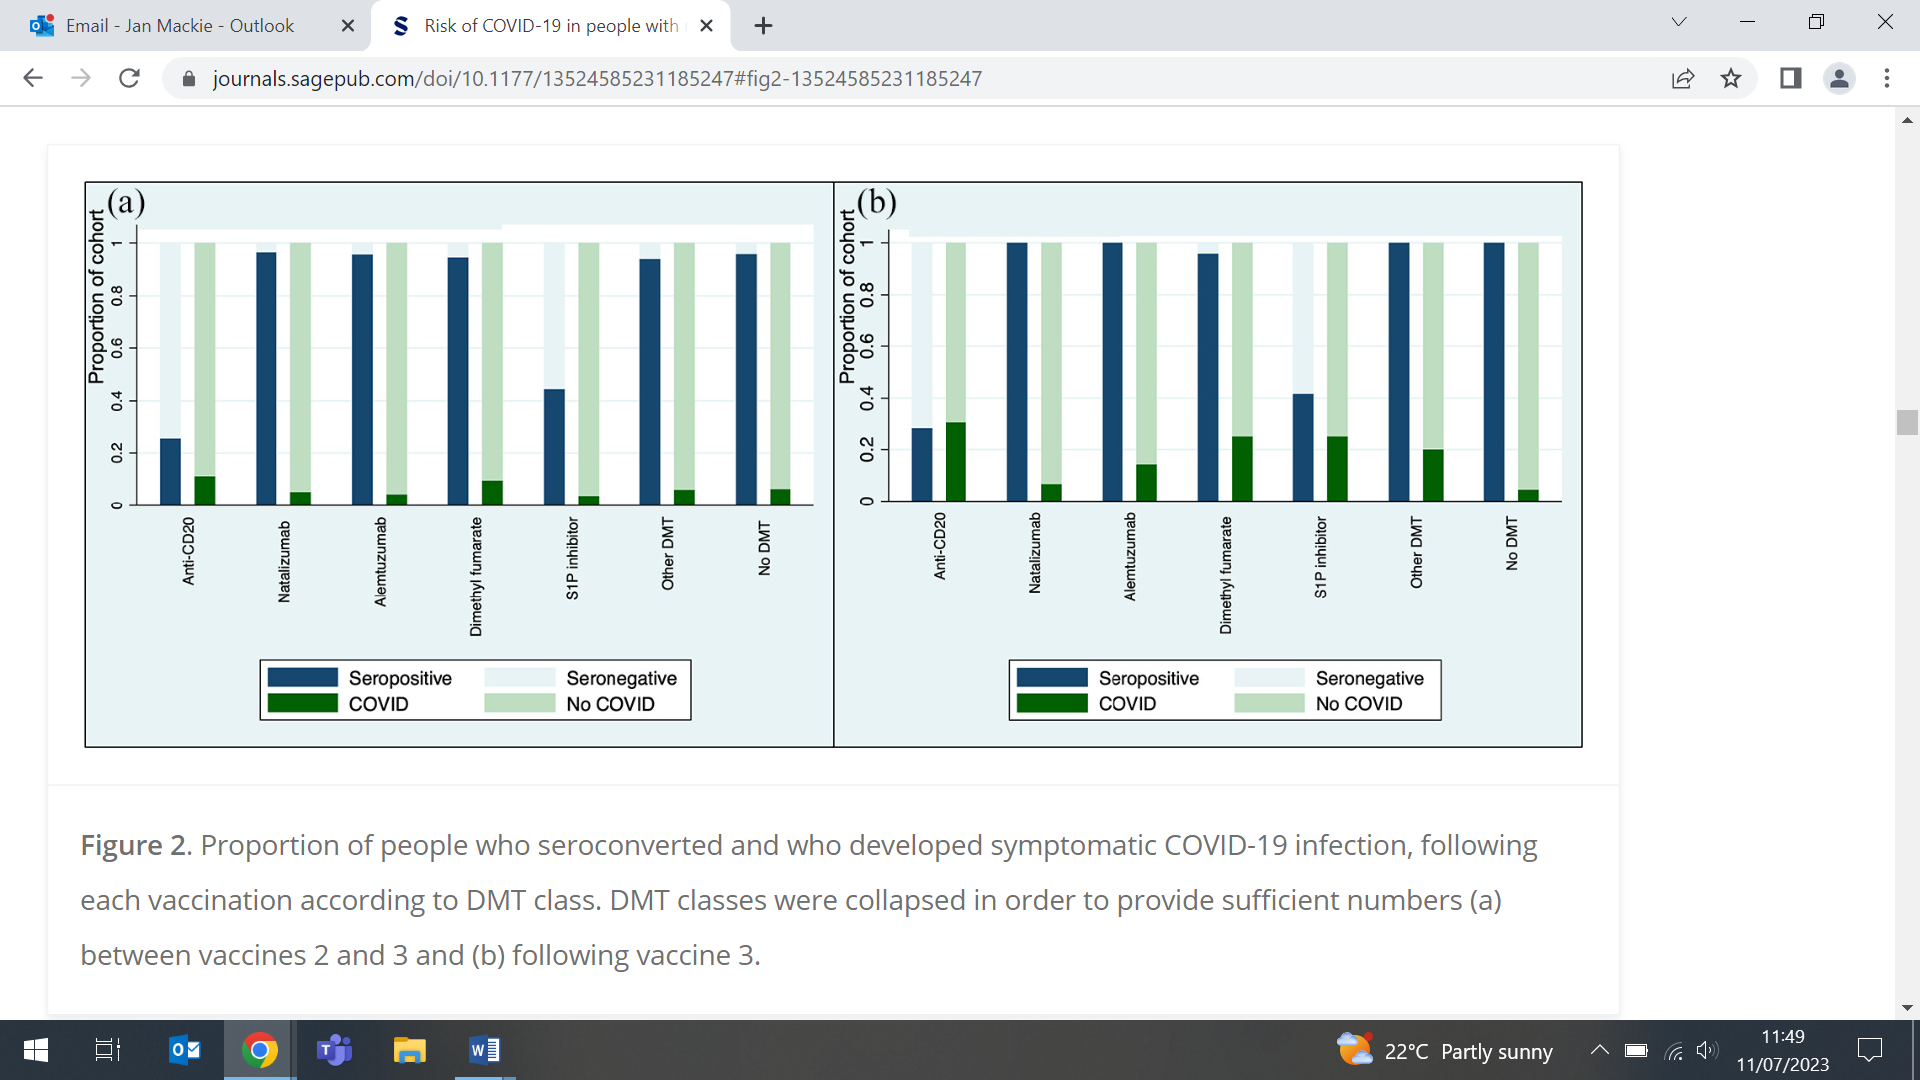 Email - Jan Mackie - Outlook
Risk of COVID-19 in people with
journals.sagepub.com/doi/10.1177/13524585231185247#fig2-13524585231185247
(a)
Proportion of cohort
1
0.8
0.6
0.4
0.2
0
Anti-CD20
Natalizumab
Alemtuzumab
Dimethyl fumarate
S1P inhibitor
Other DMT
No DMT
Seropositive
Seronegative
COVID
No COVID
(b)
Proportion of cohort
1
0.8
0.6
0.4
0.2
0
Anti-CD20
Natalizumab
Alemtuzumab
Dimethyl fumarate
S1P inhibitor
Other DMT
No DMT
Seropositive
Seronegative
COVID
No COVID
Figure 2. Proportion of people who seroconverted and who developed symptomatic COVID-19 infection, following
each vaccination according to DMT class. DMT classes were collapsed in order to provide sufficient numbers (a)
between vaccines 2 and 3 and (b) following vaccine 3.
22°C Partly sunny
11:49
11/07/2023